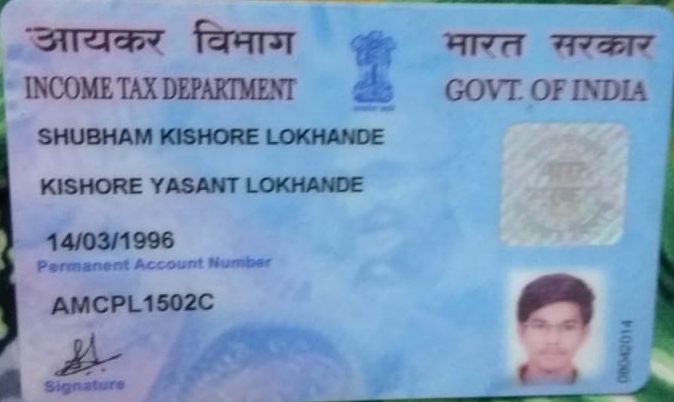 आयकर विभाग
भारत सरकार
INCOME TAX DEPARTMENT
GOVT. OF INDIA
SHUBHAM KISHORE LOKHANDE
KISHORE YASANT LOKHANDE
14/03/1996
Permanent Account Number
AMCPL1502C
Signature
08042014